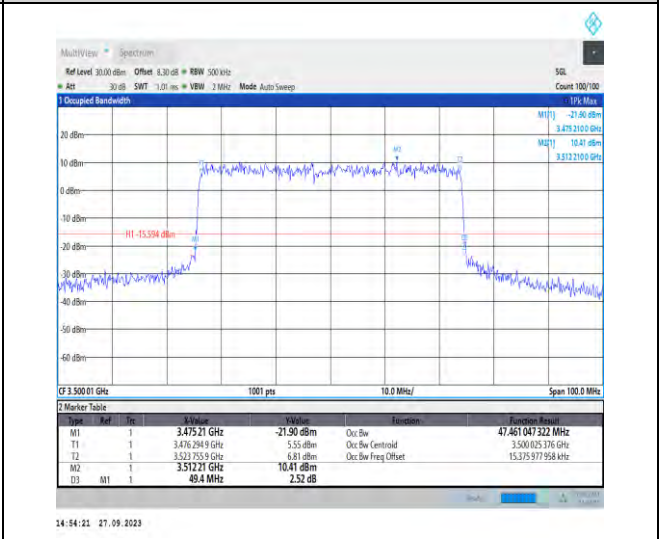 MultiView Spectrum
Ref Level 30.00 dBm Offset 8.30 dB RBW 500 kHz SGL
Att 30 dB SWT 1.01 ms VBW 2 MHz Mode Auto Sweep Count 100/100
1 Occupied Bandwidth 1Pk Max
M1[1] -21.90 dBm
3.475 210 0 GHz
M2[1] 10.41 dBm
3.512 210 0 GHz
20 dBm
M2
10 dBm
0 dBm
-10 dBm
H1 -15.594 dBm
-20 dBm
-30 dBm
-40 dBm
-50 dBm
-60 dBm
CF 3.500 01 GHz 1001 pts 10.0 MHz/ Span 100.0 MHz
2 Marker Table
Type Ref Trc X-Value Y-Value Function Function Result
M1 1 3.475 21 GHz -21.90 dBm Occ Bw 47.461 047 322 MHz
T1 1 3.476 294 9 GHz 5.55 dBm Occ Bw Centroid 3.500 025 376 GHz
T2 1 3.523 755 9 GHz 6.81 dBm Occ Bw Freq Offset 15.375 977 958 kHz
M2 1 3.512 21 GHz 10.41 dBm
D3 M1 1 49.4 MHz 2.52 dB
14:54:21 27.09.2023